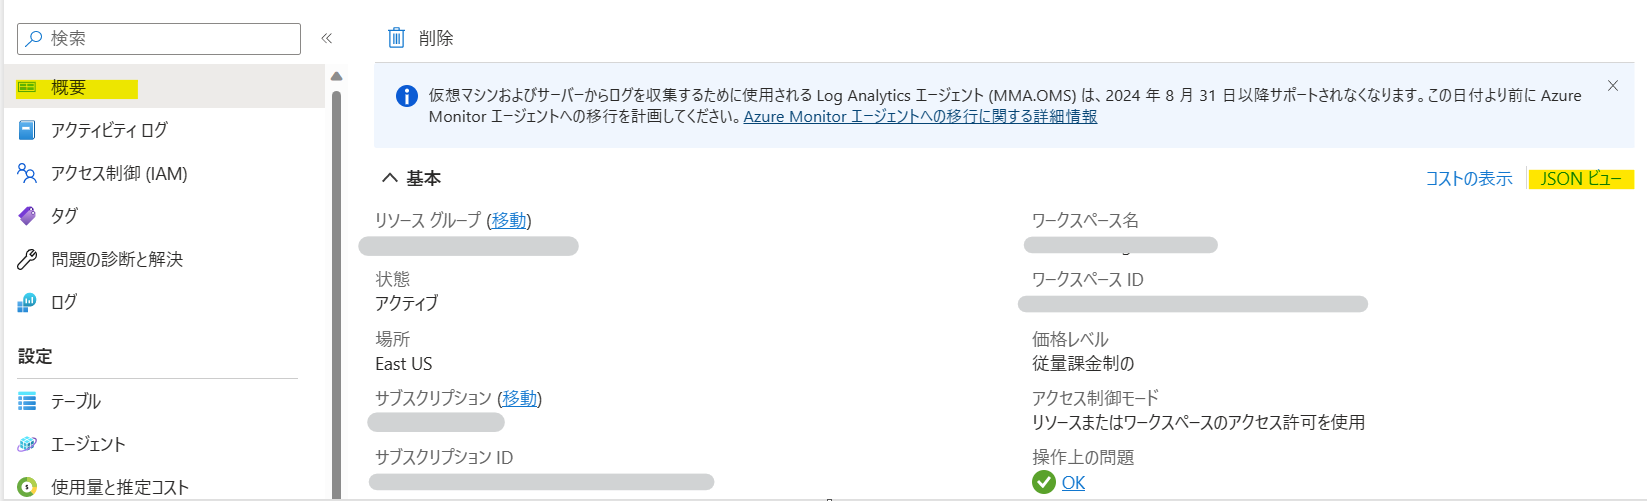 検索
«
概要
アクティビティ ログ
アクセス制御 (IAM)
タグ
問題の診断と解決
ログ
設定
テーブル
エージェント
使用量と推定コスト
削除
仮想マシンおよびサーバーからログを収集するために使用される Log Analytics エージェント (MMA.OMS) は、2024 年 8 月 31 日以降サポートされなくなります。この日付より前に Azure
Monitor エージェントへの移行を計画してください。Azure Monitor エージェントへの移行に関する詳細情報
基本
コストの表示
JSON ビュー
リソース グループ (移動)
状態
アクティブ
場所
East US
サブスクリプション (移動)
サブスクリプション ID
ワークスペース名
ワークスペース ID
価格レベル
従量課金制の
アクセス制御モード
リソースまたはワークスペースのアクセス許可を使用
操作上の問題
OK